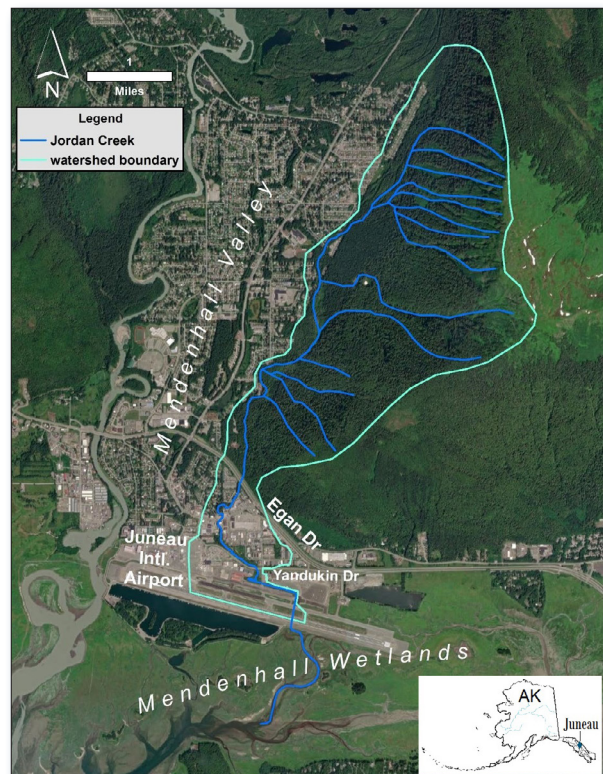 1
Miles
N
Legend
Jordan Creek
watershed boundary
Mendenhall Valley
Egan Dr
Juneau
Intl.
Airport
Yandukin Dr
Mendenhall Wetlands
AK
Juneau